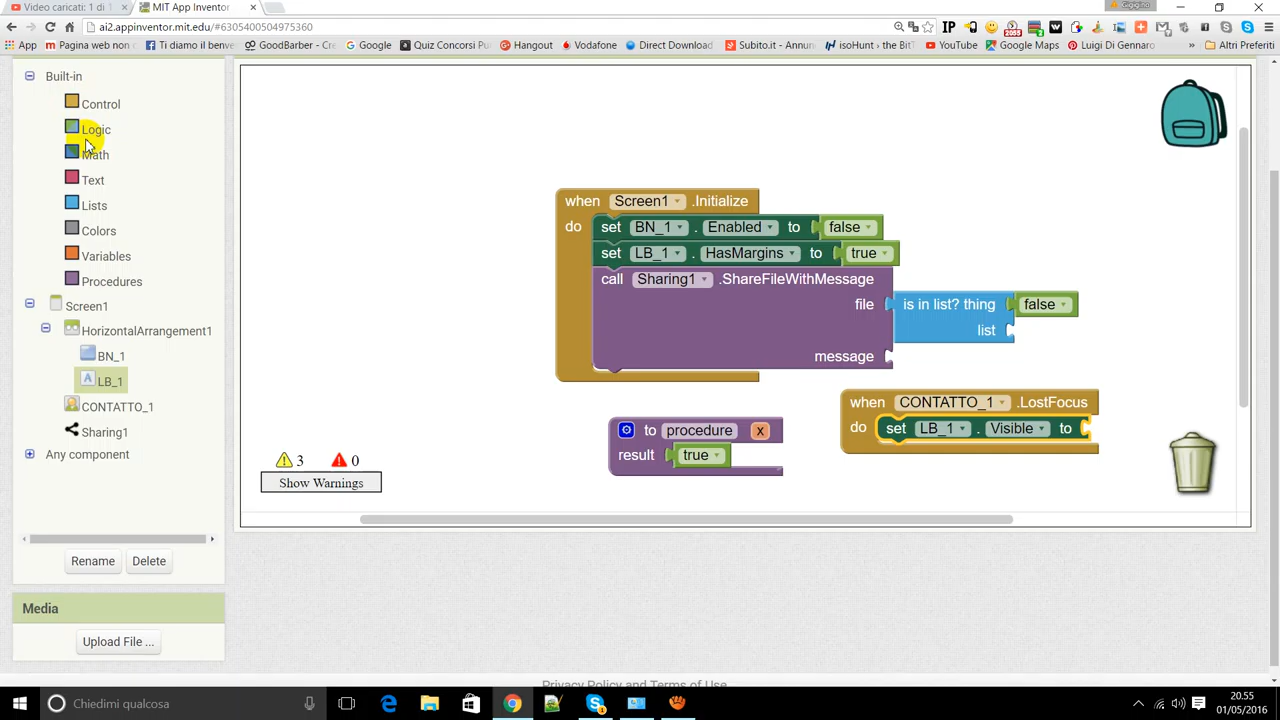 Video caricati: 1 di 1
MIT App Inventor
Gigig.no
ai2.appinventor.mit.edu/#6305400504975360
IP
2055
App
Pagina web non d
Ti diamo il benve
GoodBarber - Cre
Google
Quiz Concorsi Pu
Hangout
Vodafone
Direct Download
Subito.it - Annun
isoHunt › the BitT
YouTube
Google Maps
Luigi Di Gennaro
»
Altri Preferiti
Built-in
Control
Logic
Math
Text
Lists
Colors
Variables
Procedures
Screen1
HorizontalArrangement1
BN_1
LB_1
CONTATTO_1
Sharing1
Any component
Rename
Delete
Media
Upload File ...
when Screen1 .Initialize
do set BN_1 . Enabled to false
set LB_1 . HasMargins to true
call Sharing1 .ShareFileWithMessage
file is in list? thing false
list
message
to procedure x
result true
when CONTATTO_1 .LostFocus
do set LB_1 . Visible to
3 0
Show Warnings
Privacy Policy and Terms of Use
Chiedimi qualcosa
20.55
01/05/2016